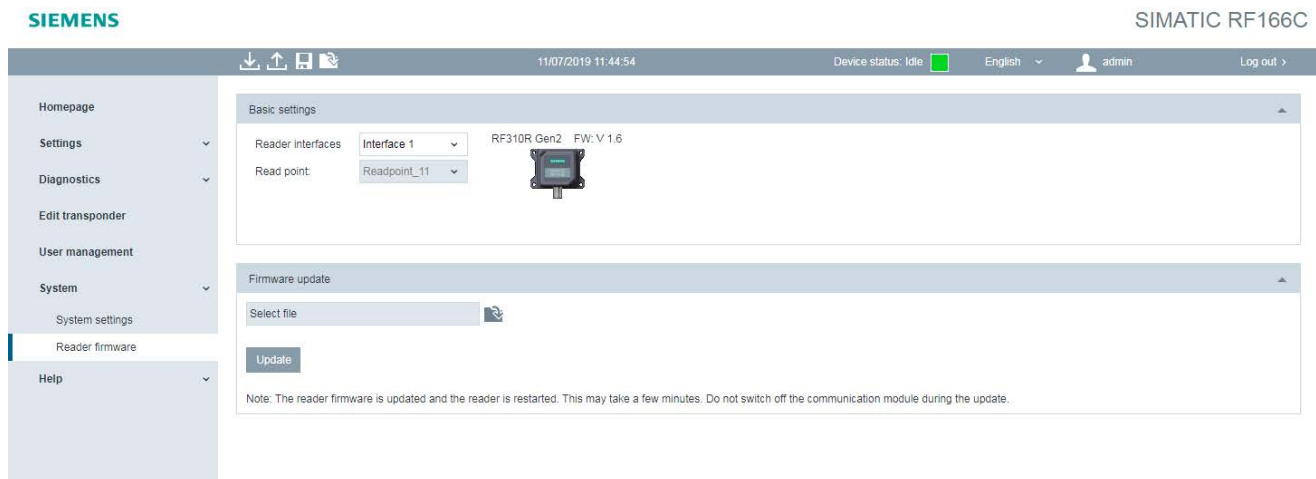 SIEMENS
SIMATIC RF166C
11/07/2019 11:44:54
Device status: Idle
English
admin
Log out >
Homepage
Settings
Diagnostics
Edit transponder
User management
System
System settings
Reader firmware
Help
Basic settings
Reader interfaces Interface 1
RF310R Gen2 FW: V 1.6
Read point: Readpoint_11
Firmware update
Select file
Update
Note: The reader firmware is updated and the reader is restarted. This may take a few minutes. Do not switch off the communication module during the update.